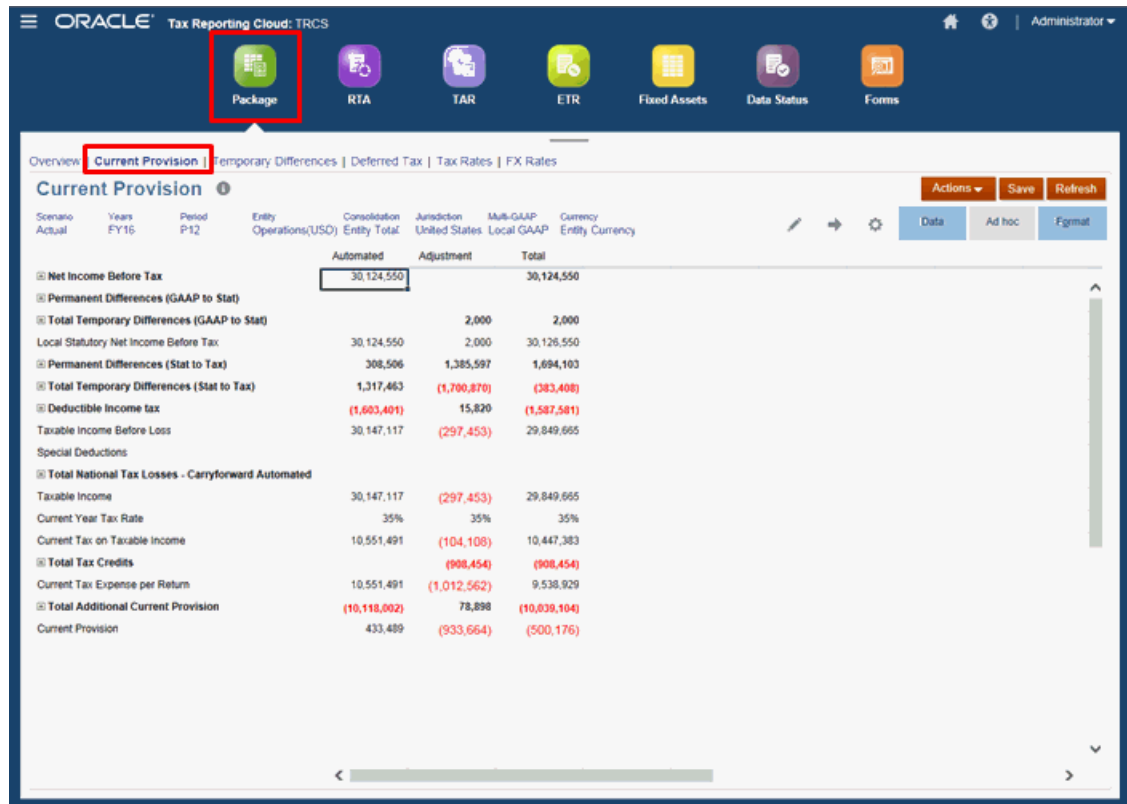 ORACLE® Tax Reporting Cloud: TRCS Administrator
Package RTA TAR ETR Fixed Assets Data Status Forms
Overview | Current Provision | Temporary Differences | Deferred Tax | Tax Rates | FX Rates
Current Provision Actions Save Refresh
Scenario Years Period Entity Consolidation Jurisdiction Multi-GAAP Currency
Actual FY16 P12 Operations(USD) Entity Total United States Local GAAP Entity Currency Data Ad hoc Format
Automated Adjustment Total
Net Income Before Tax 30,124,550 30,124,550
Permanent Differences (GAAP to Stat)
Total Temporary Differences (GAAP to Stat) 2,000 2,000
Local Statutory Net Income Before Tax 30,124,550 2,000 30,126,550
Permanent Differences (Stat to Tax) 308,506 1,385,597 1,694,103
Total Temporary Differences (Stat to Tax) 1,317,463 (1,700,870) (383,408)
Deductible Income tax (1,603,401) 15,820 (1,587,581)
Taxable Income Before Loss 30,147,117 (297,453) 29,849,665
Special Deductions
Total National Tax Losses - Carryforward Automated
Taxable Income 30,147,117 (297,453) 29,849,665
Current Year Tax Rate 35% 35% 35%
Current Tax on Taxable Income 10,551,491 (104,108) 10,447,383
Total Tax Credits (908,454) (908,454)
Current Tax Expense per Return 10,551,491 (1,012,562) 9,538,929
Total Additional Current Provision (10,118,002) 78,898 (10,039,104)
Current Provision 433,489 (933,664) (500,176)